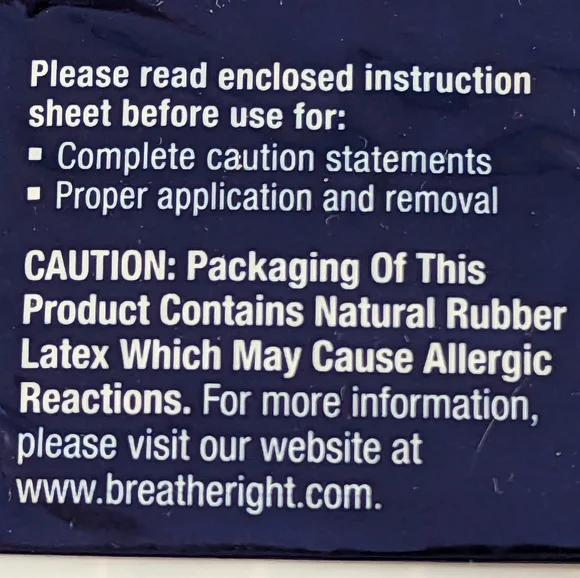 Please read enclosed instruction
sheet before use for:
▪ Complete caution statements
▪ Proper application and removal
CAUTION: Packaging Of This
Product Contains Natural Rubber
Latex Which May Cause Allergic
Reactions. For more information,
please visit our website at
www.breatheright.com.